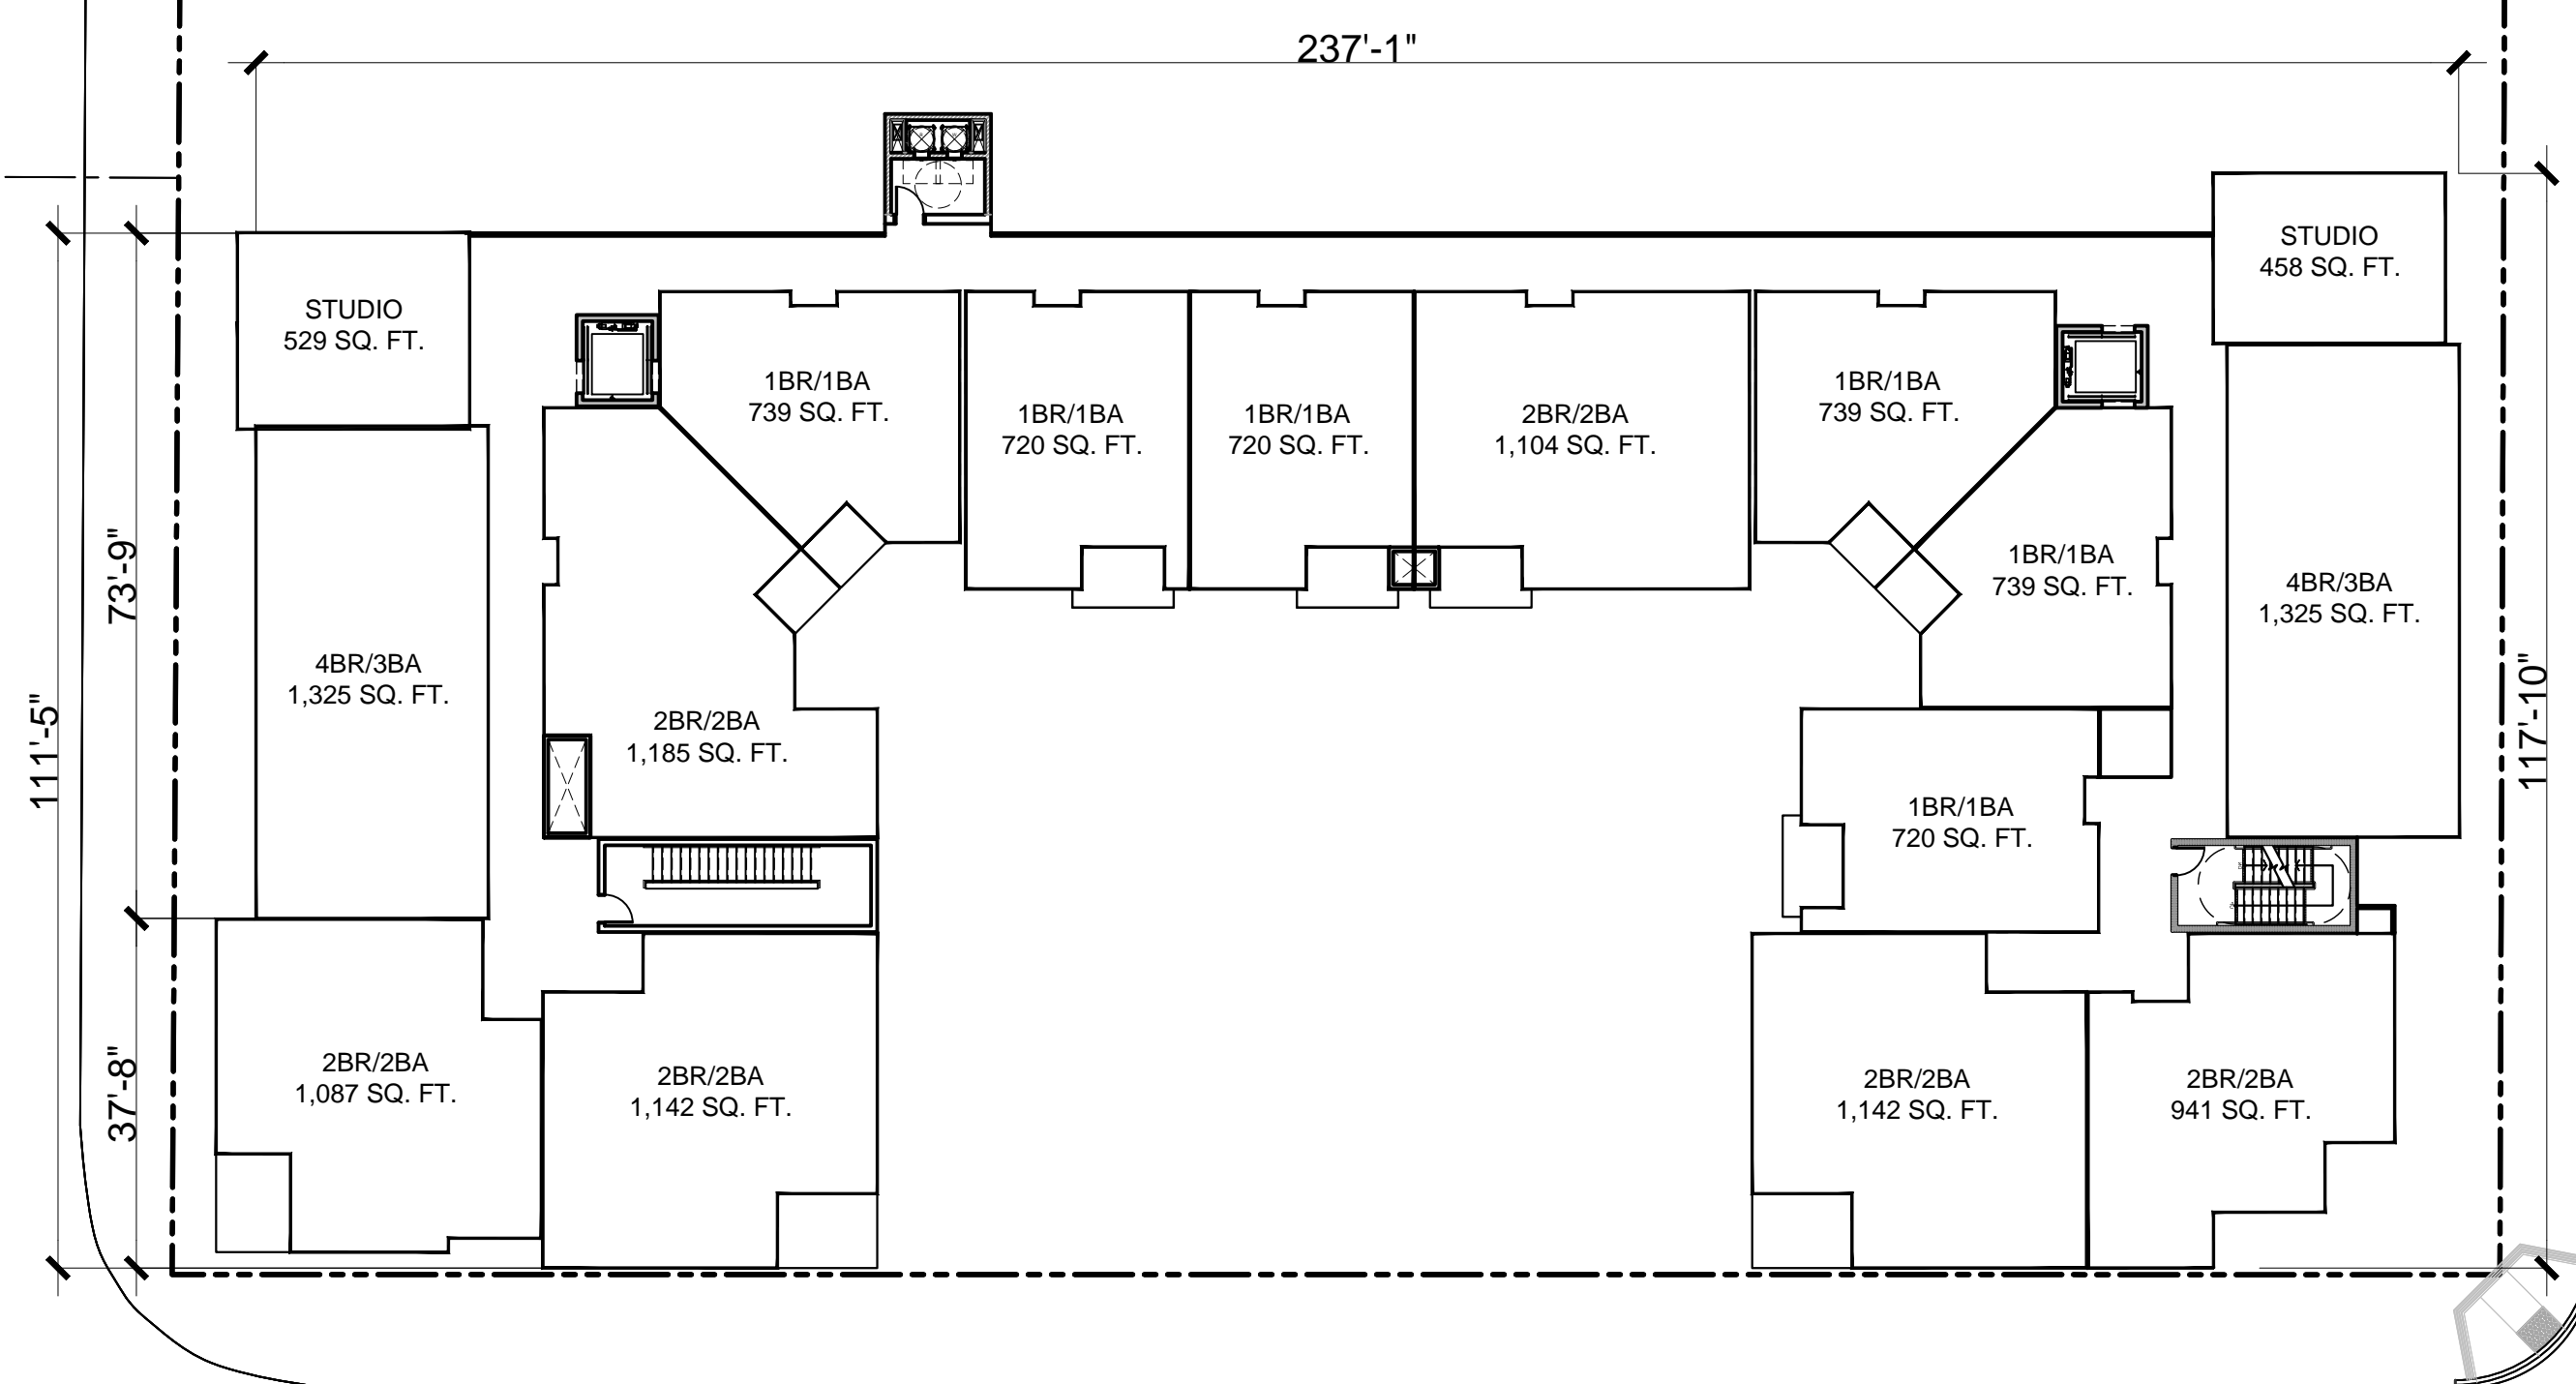 237'-1"
STUDIO
458 SQ. FT.
STUDIO
529 SQ. FT.
1BR/1BA
739 SQ. FT.
1BR/1BA
720 SQ. FT.
1BR/1BA
720 SQ. FT.
2BR/2BA
1,104 SQ. FT.
1BR/1BA
739 SQ. FT.
1BR/1BA
739 SQ. FT.
4BR/3BA
1,325 SQ. FT.
73'-9"
4BR/3BA
1,325 SQ. FT.
111'-5"
2BR/2BA
1,185 SQ. FT.
117'-10"
1BR/1BA
720 SQ. FT.
37'-8"
2BR/2BA
1,087 SQ. FT.
2BR/2BA
1,142 SQ. FT.
2BR/2BA
1,142 SQ. FT.
2BR/2BA
941 SQ. FT.